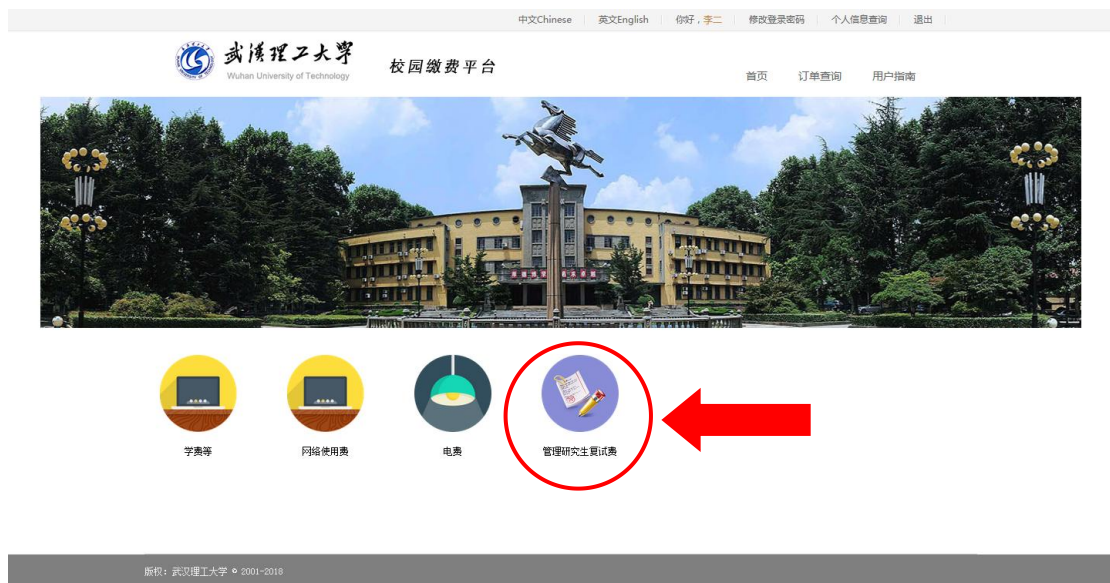 中文Chinese 英文English 你好，李二 修改登录密码 个人信息查询 退出
武漢理工大学 校园缴费平台
Wuhan University of Technology
首页 订单查询 用户指南
学费等 网络使用费 电费 管理研究生复试费
版权：武汉理工大学 © 2001-2018